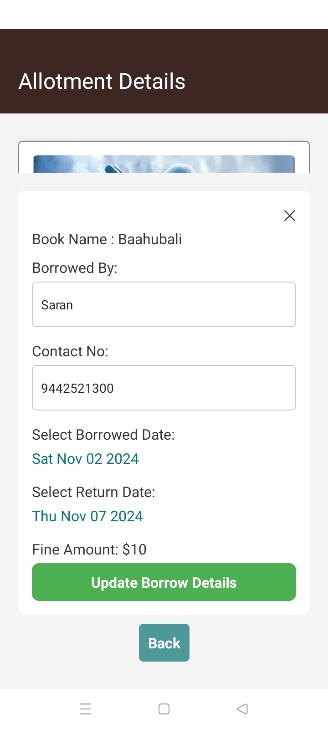 Allotment Details
Book Name : Baahubali
Borrowed By:
Saran
Contact No:
9442521300
Select Borrowed Date:
Sat Nov 02 2024
Select Return Date:
Thu Nov 07 2024
Fine Amount: $10
Update Borrow Details
Back